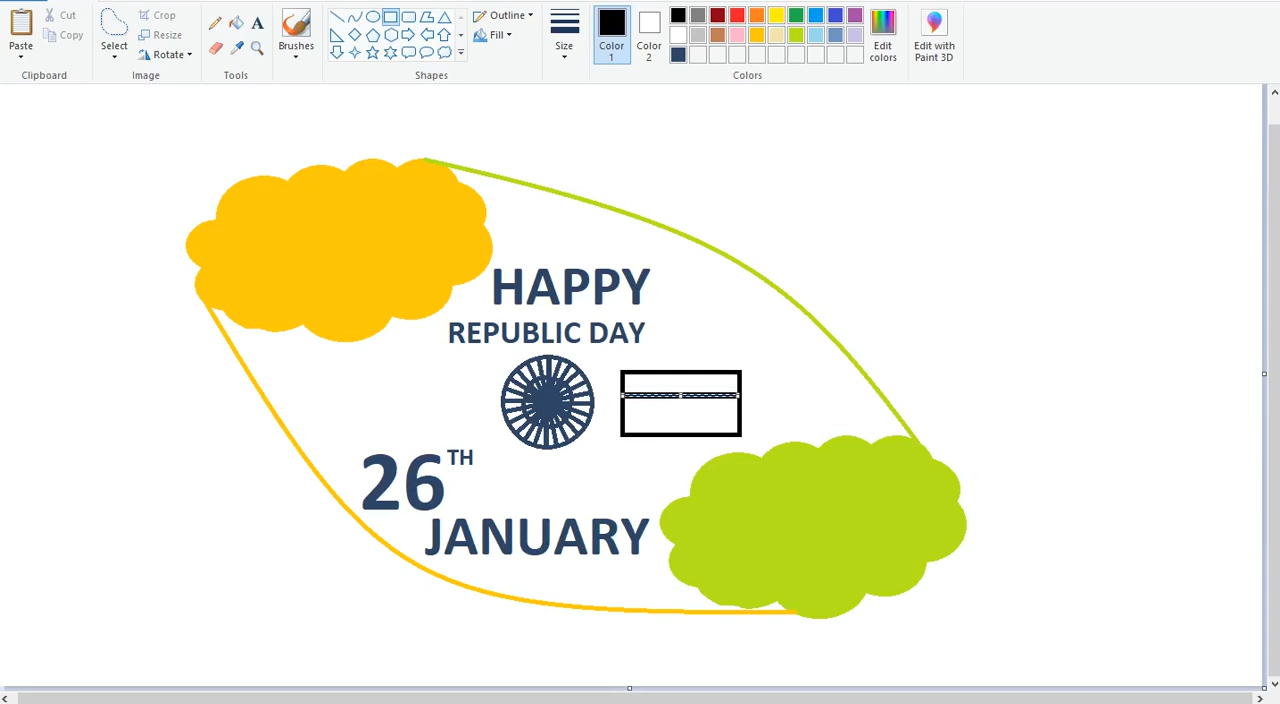 Paste
Cut
Copy
Clipboard
Select
Crop
Resize
Rotate
Image
A
Tools
Brushes
Shapes
Outline
Fill
Size
Color
1
Color
2
Colors
Edit
colors
Edit with
Paint 3D
HAPPY
REPUBLIC DAY
26TH
JANUARY